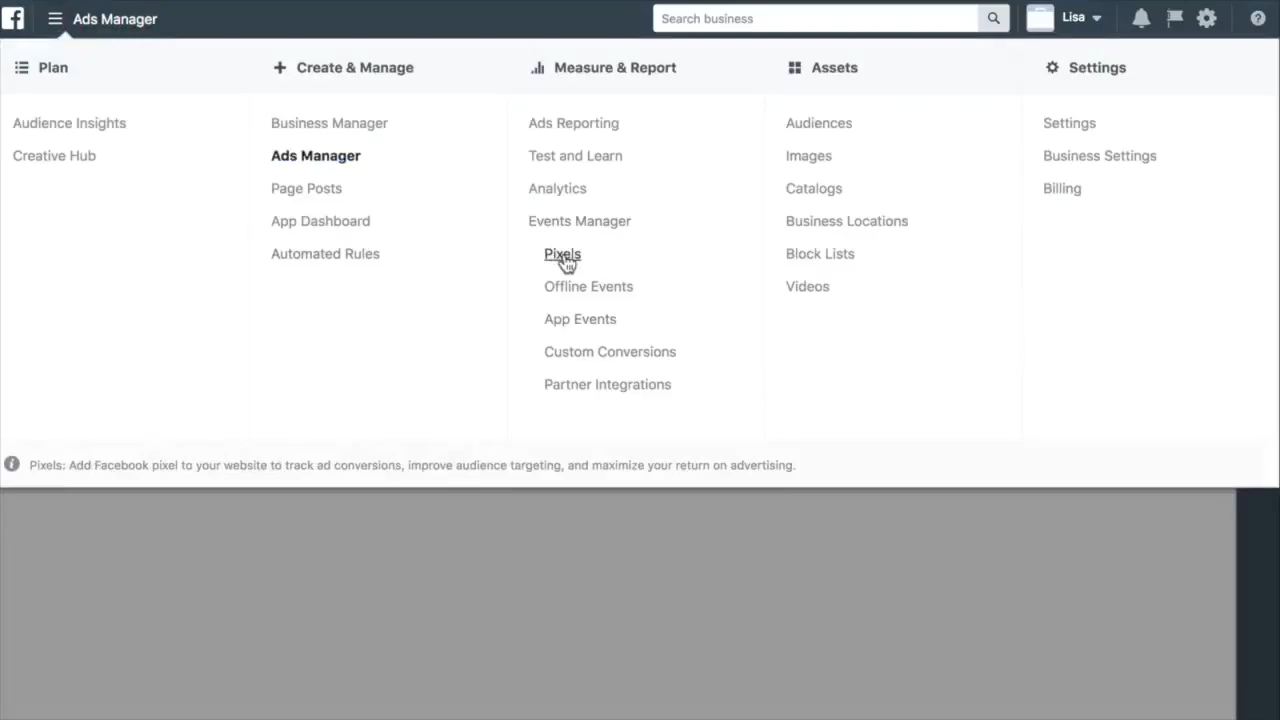 Ads Manager
Search business
Lisa
Plan
Create & Manage
Measure & Report
Assets
Settings
Audience Insights
Creative Hub
Business Manager
Ads Manager
Page Posts
App Dashboard
Automated Rules
Ads Reporting
Test and Learn
Analytics
Events Manager
Pixels
Offline Events
App Events
Custom Conversions
Partner Integrations
Audiences
Images
Catalogs
Business Locations
Block Lists
Videos
Settings
Business Settings
Billing
Pixels: Add Facebook pixel to your website to track ad conversions, improve audience targeting, and maximize your return on advertising.